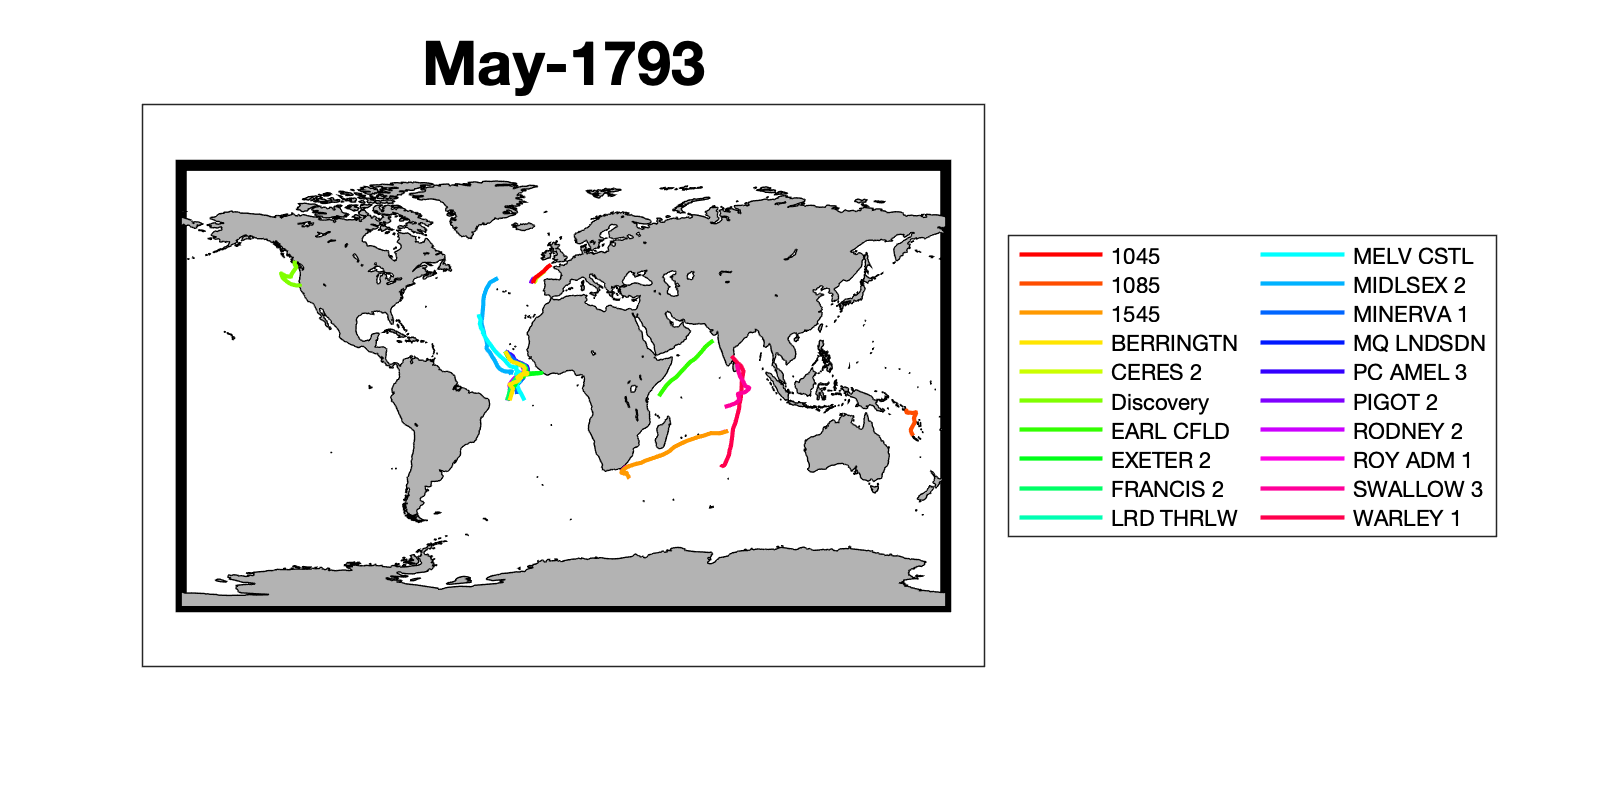 May-1793
1045
1085
1545
BERRINGTN
CERES 2
Discovery
EARL CFLD
EXETER 2
FRANCIS 2
LRD THRLW
MELV CSTL
MIDLSEX 2
MINERVA 1
MQ LNDSDN
PC AMEL 3
PIGOT 2
RODNEY 2
ROY ADM 1
SWALLOW 3
WARLEY 1